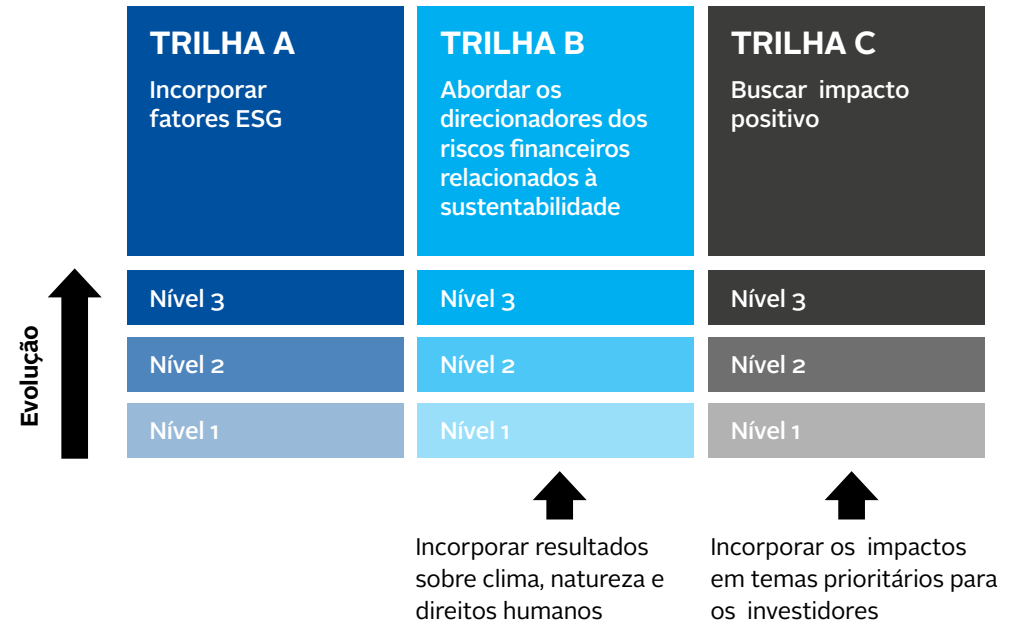 TRILHA A
Incorporar
fatores ESG
TRILHA B
Abordar os
direcionadores dos
riscos financeiros
relacionados à
sustentabilidade
TRILHA C
Buscar impacto
positivo
Evolução
Nível 3
Nível 3
Nível 3
Nível 2
Nível 2
Nível 2
Nível 1
Nível 1
Nível 1
Incorporar resultados
sobre clima, natureza e
direitos humanos
Incorporar os impactos
em temas prioritários para
os investidores